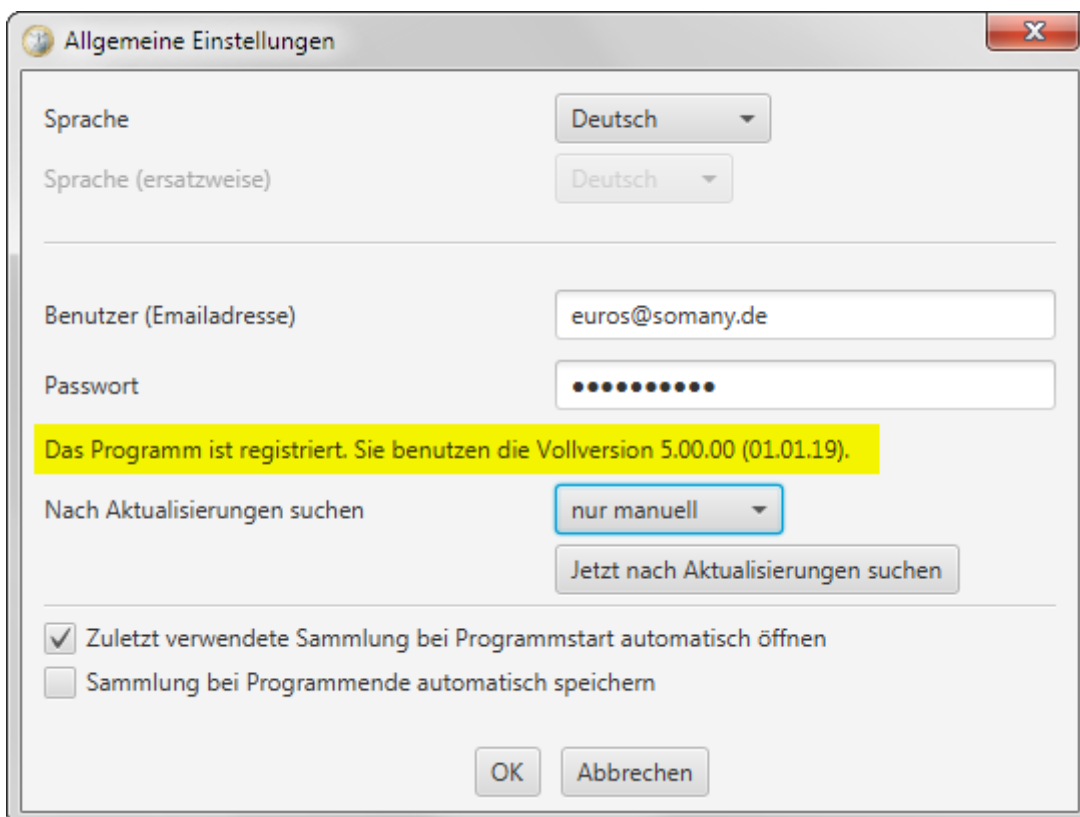 Allgemeine Einstellungen
Sprache Deutsch
Sprache (ersatzweise) Deutsch
Benutzer (Emailadresse) euros@somany.de
Passwort ••••••••••
Das Programm ist registriert. Sie benutzen die Vollversion 5.00.00 (01.01.19).
Nach Aktualisierungen suchen nur manuell
Jetzt nach Aktualisierungen suchen
Zuletzt verwendete Sammlung bei Programmstart automatisch öffnen
Sammlung bei Programmende automatisch speichern
OK Abbrechen